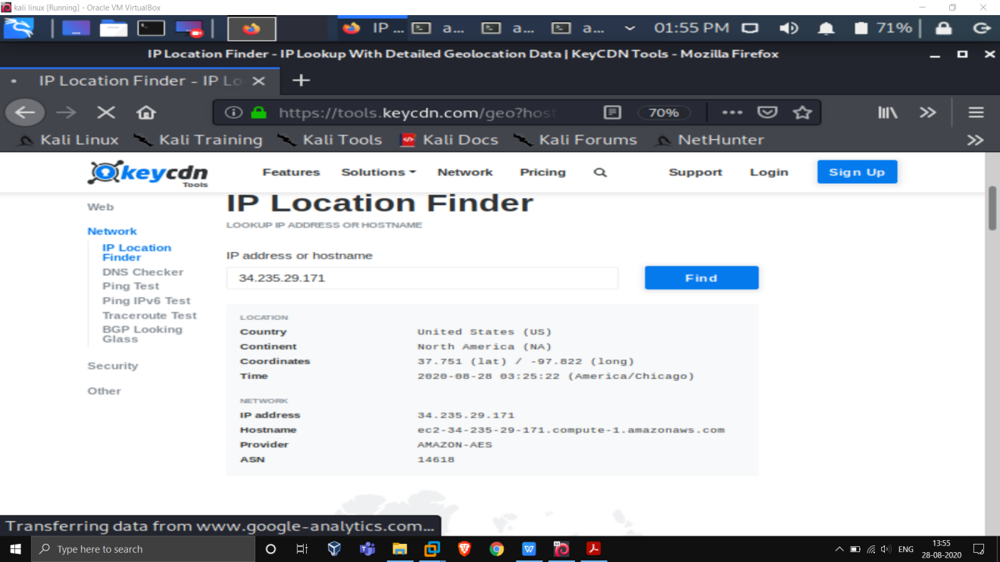 kali linux [Running] - Oracle VM VirtualBox
IP ... a... a... a... 01:55 PM 71%
IP Location Finder - IP Lookup With Detailed Geolocation Data | KeyCDN Tools - Mozilla Firefox
IP Location Finder - IP Lo
https://tools.keycdn.com/geo?host 70%
Kali Linux Kali Training Kali Tools Kali Docs Kali Forums NetHunter
keycdn Tools Features Solutions Network Pricing Support Login Sign Up
Web
Network
IP Location
Finder
DNS Checker
Ping Test
Ping IPv6 Test
Traceroute Test
BGP Looking
Glass
Security
Other
IP Location Finder
LOOKUP IP ADDRESS OR HOSTNAME
IP address or hostname
34.235.29.171 Find
LOCATION
Country United States (US)
Continent North America (NA)
Coordinates 37.751 (lat) / -97.822 (long)
Time 2020-08-28 03:25:22 (America/Chicago)
NETWORK
IP address 34.235.29.171
Hostname ec2-34-235-29-171.compute-1.amazonaws.com
Provider AMAZON-AES
ASN 14618
Transferring data from www.google-analytics.com...
Type here to search ENG 13:55
28-08-2020